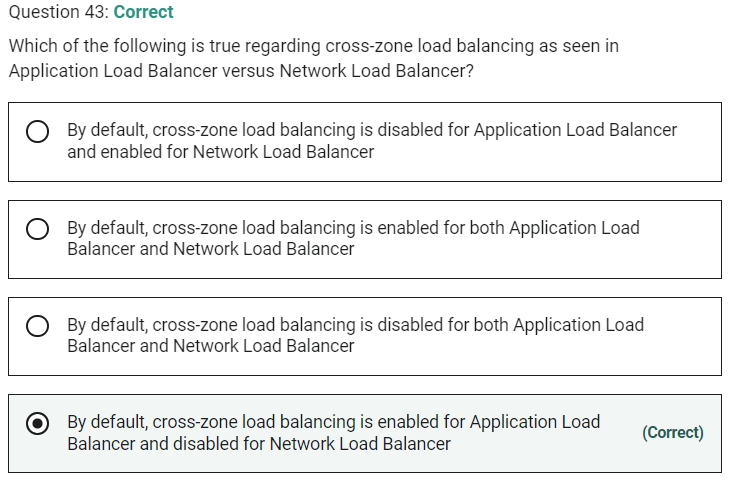 Question 43: Correct
Which of the following is true regarding cross-zone load balancing as seen in
Application Load Balancer versus Network Load Balancer?
By default, cross-zone load balancing is disabled for Application Load Balancer
and enabled for Network Load Balancer
By default, cross-zone load balancing is enabled for both Application Load
Balancer and Network Load Balancer
By default, cross-zone load balancing is disabled for both Application Load
Balancer and Network Load Balancer
By default, cross-zone load balancing is enabled for Application Load
Balancer and disabled for Network Load Balancer
(Correct)